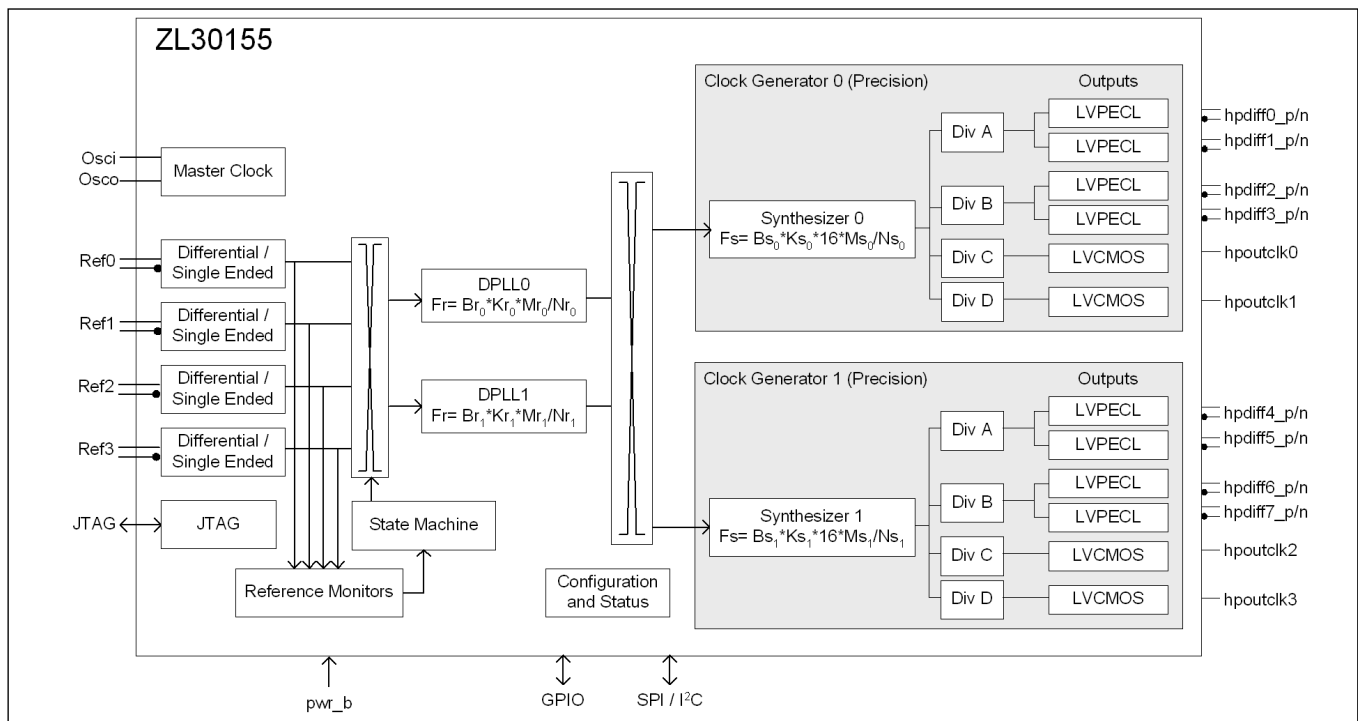 ZL30155
Osci
Osco
Master Clock
Ref0
Differential /
Single Ended
Ref1
Differential /
Single Ended
Ref2
Differential /
Single Ended
Ref3
Differential /
Single Ended
JTAG
JTAG
DPLL0
Fr= Br₀*Kr₀*Mr₀/Nr₀
DPLL1
Fr= Br₁*Kr₁*Mr₁/Nr₁
State Machine
Reference Monitors
Configuration
and Status
Clock Generator 0 (Precision)
Outputs
Synthesizer 0
Fs= Bs₀*Ks₀*16*Ms₀/Ns₀
Div A
LVPECL
LVPECL
Div B
LVPECL
LVPECL
Div C
LVCMOS
Div D
LVCMOS
hpdiff0_p/n
hpdiff1_p/n
hpdiff2_p/n
hpdiff3_p/n
hpoutclk0
hpoutclk1
Clock Generator 1 (Precision)
Outputs
Synthesizer 1
Fs= Bs₁*Ks₁*16*Ms₁/Ns₁
Div A
LVPECL
LVPECL
Div B
LVPECL
LVPECL
Div C
LVCMOS
Div D
LVCMOS
hpdiff4_p/n
hpdiff5_p/n
hpdiff6_p/n
hpdiff7_p/n
hpoutclk2
hpoutclk3
pwr_b
GPIO
SPI / I²C